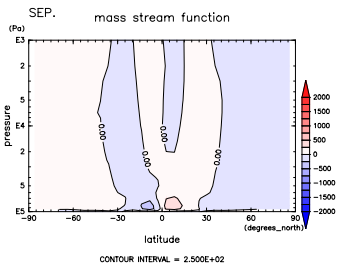 SEP.
mass stream function
(Pa)
E3
2
5
E4
2
5
E5
pressure
0.00
0.00
0.00
0.00
-90
-60
-30
0
30
60
90
(degrees_north)
latitude
2000
1500
1000
500
0
-500
-1000
-1500
-2000
CONTOUR INTERVAL = 2.500E+02